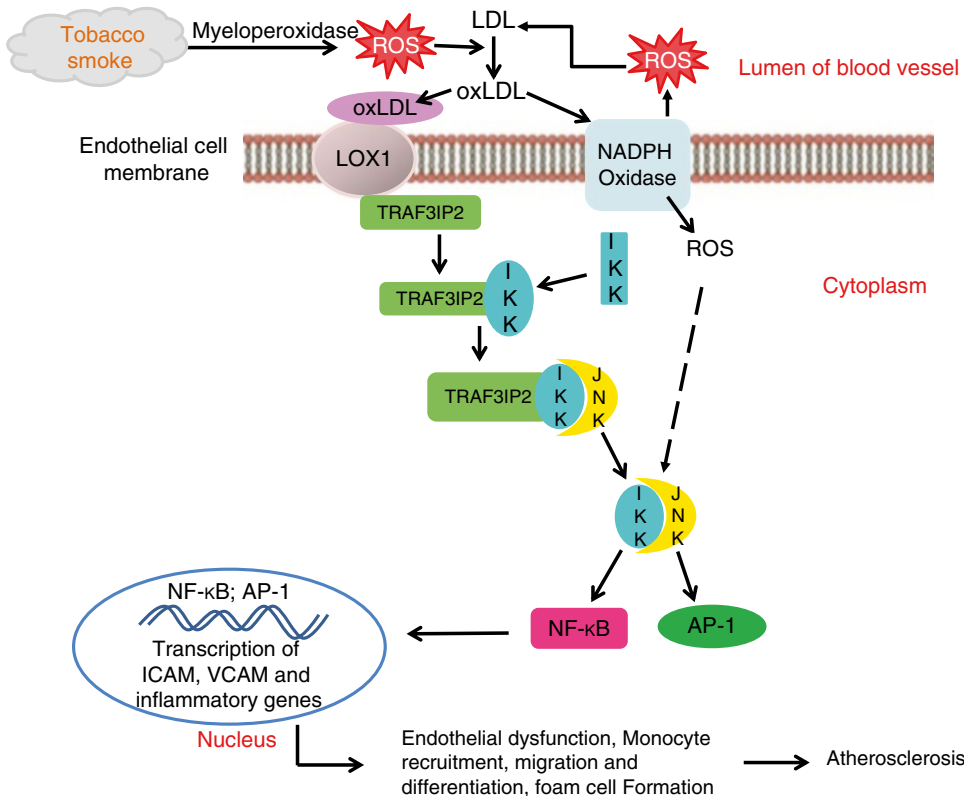 Tobacco
smoke
Myeloperoxidase
ROS
LDL
ROS
Lumen of blood vessel
oxLDL
oxLDL
Endothelial cell
membrane
LOX1
NADPH
Oxidase
TRAF3IP2
ROS
I
K
K
Cytoplasm
TRAF3IP2
I
K
K
TRAF3IP2
I
K
K
J
N
K
I
K
K
J
N
K
NF-κB; AP-1
Transcription of
ICAM, VCAM and
inflammatory genes
NF-κB
AP-1
Nucleus
Endothelial dysfunction, Monocyte
recruitment, migration and
differentiation, foam cell Formation
Atherosclerosis